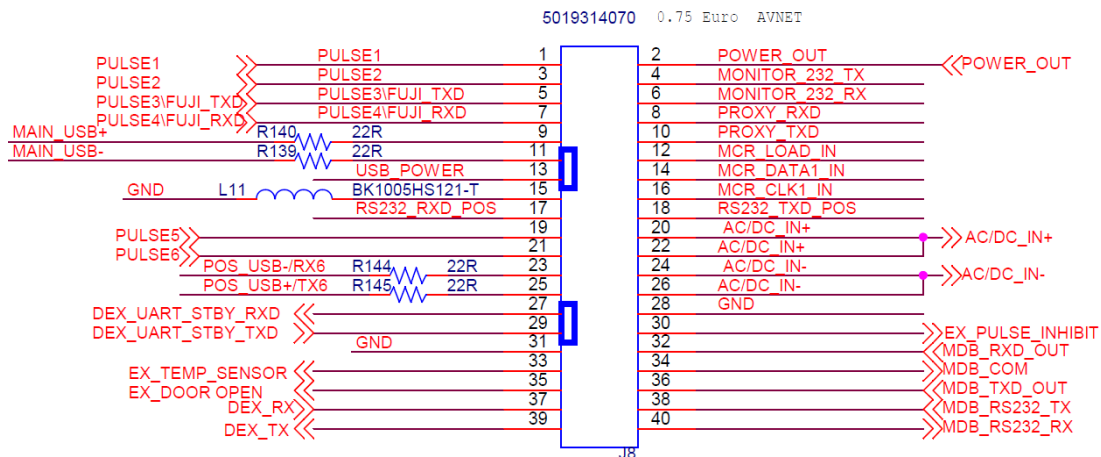 5019314070 0.75 Euro AVNET
PULSE1 PULSE1 1 2 POWER_OUT POWER_OUT
PULSE2 PULSE2 3 4 MONITOR_232_TX
PULSE3\FUJI_TXD PULSE3\FUJI_TXD 5 6 MONITOR_232_RX
PULSE4\FUJI_RXD PULSE4\FUJI_RXD 7 8 PROXY_RXD
MAIN_USB+ R140 22R 9 10 PROXY_TXD
MAIN_USB- R139 22R 11 12 MCR_LOAD_IN
USB_POWER 13 14 MCR_DATA1_IN
GND L11 BK1005HS121-T 15 16 MCR_CLK1_IN
RS232_RXD_POS 17 18 RS232_TXD_POS
PULSE5 19 20 AC/DC_IN+ AC/DC_IN+
PULSE6 21 22 AC/DC_IN+
POS_USB-/RX6 R144 22R 23 24 AC/DC_IN- AC/DC_IN-
POS_USB+/TX6 R145 22R 25 26 AC/DC_IN-
DEX_UART_STBY_RXD 27 28 GND
DEX_UART_STBY_TXD 29 30 EX_PULSE_INHIBIT
GND 31 32 MDB_RXD_OUT
EX_TEMP_SENSOR 33 34 MDB_COM
EX_DOOR OPEN 35 36 MDB_TXD_OUT
DEX_RX 37 38 MDB_RS232_TX
DEX_TX 39 40 MDB_RS232_RX
J8